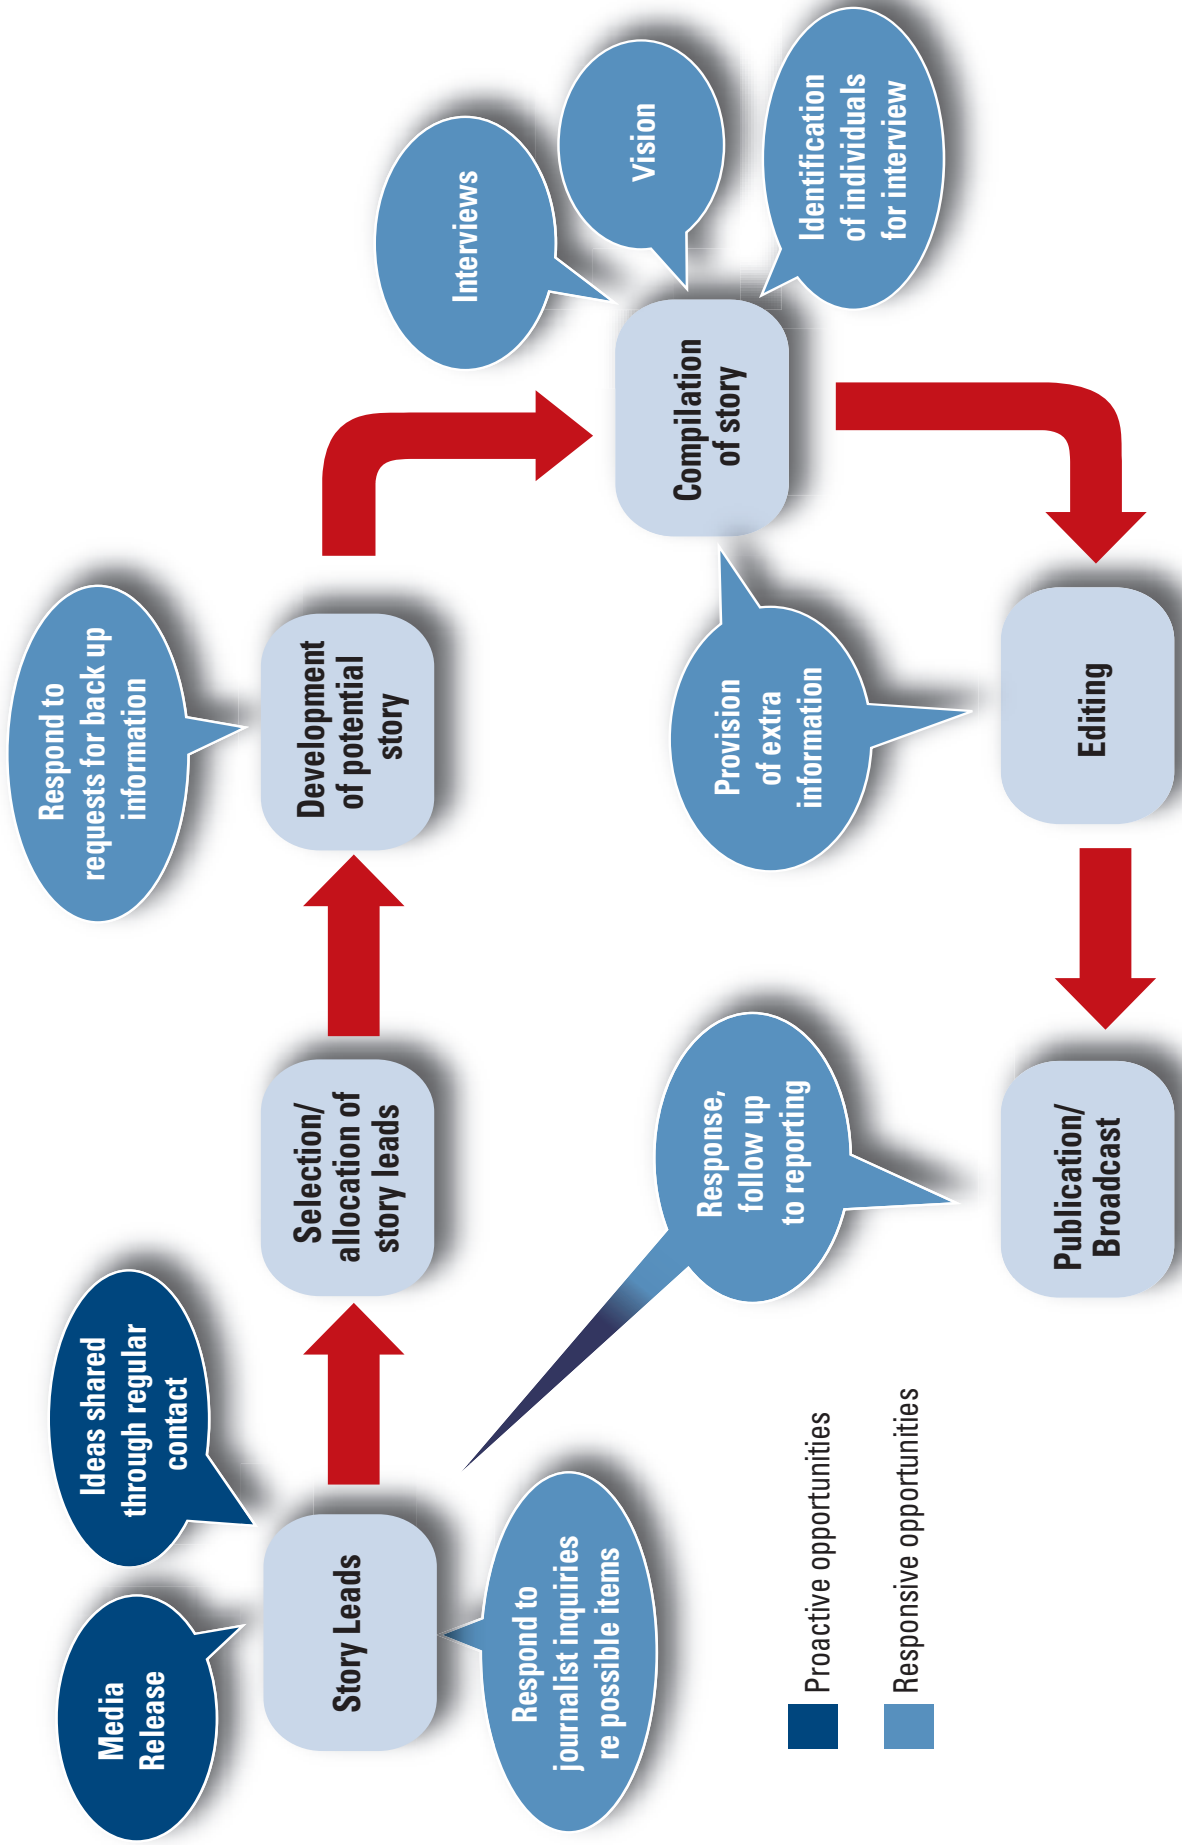 Media
Release
Ideas shared
through regular
contact
Respond to
requests for back up
information
Story Leads
Selection/
allocation of
story leads
Development
of potential
story
Interviews
Vision
Identification
of individuals
for interview
Respond to
journalist inquiries
re possible items
Compilation
of story
Provision
of extra
information
Response,
follow up
to reporting
Publication/
Broadcast
Editing
Proactive opportunities
Responsive opportunities